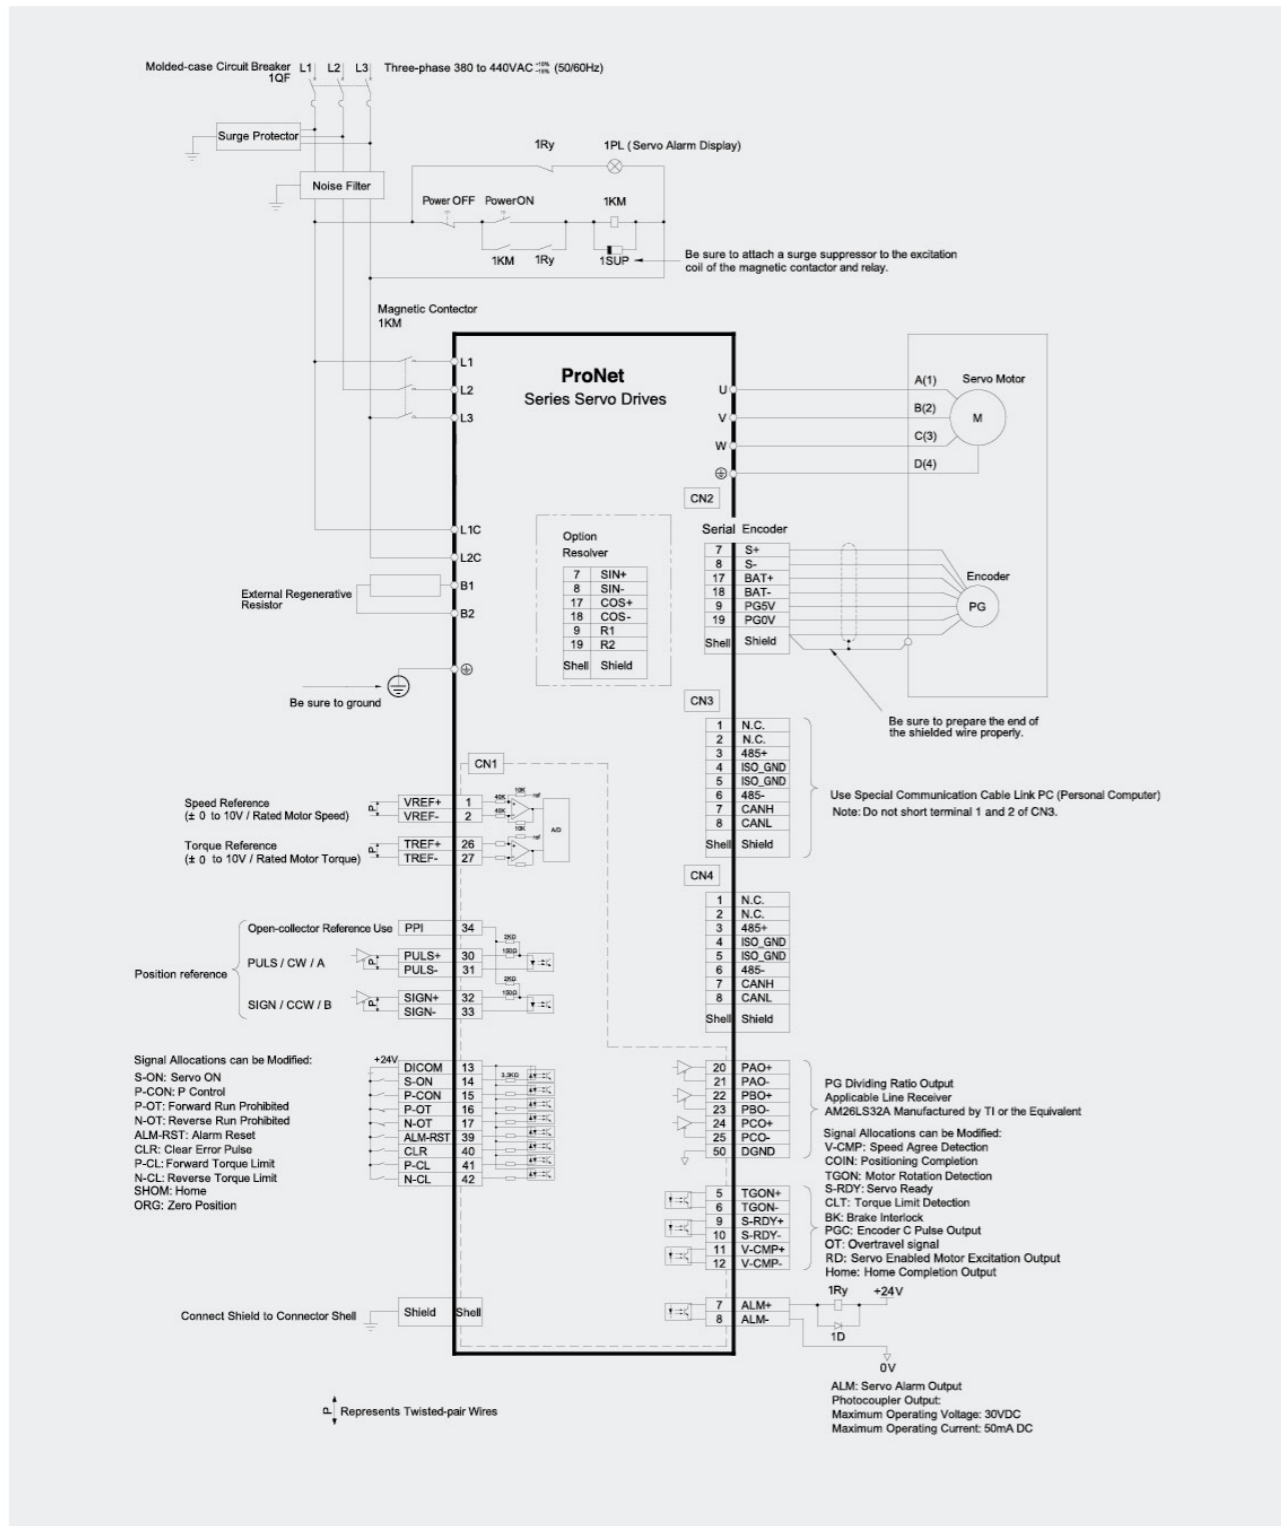 Molded-case Circuit Breaker
1QF
L1 L2 L3 Three-phase 380 to 440VAC +10% -15% (50/60Hz)
Surge Protector
Noise Filter
1Ry 1PL (Servo Alarm Display)
Power OFF PowerON 1KM
1KM 1Ry 1SUP
Be sure to attach a surge suppressor to the excitation
coil of the magnetic contactor and relay.
Magnetic Contector
1KM
L1
L2
L3
L1C
L2C
B1
B2
External Regenerative
Resistor
Be sure to ground
ProNet
Series Servo Drives
U
V
W
A(1)
B(2)
C(3)
D(4)
Servo Motor
M
CN2
Serial Encoder
7 S+
8 S-
17 BAT+
18 BAT-
9 PG5V
19 PG0V
Shell Shield
Encoder
PG
Be sure to prepare the end of
the shielded wire properly.
Option
Resolver
7 SIN+
8 SIN-
17 COS+
18 COS-
9 R1
19 R2
Shell Shield
CN3
1 N.C.
2 N.C.
3 485+
4 ISO_GND
5 ISO_GND
6 485-
7 CANH
8 CANL
Shell Shield
Use Special Communication Cable Link PC (Personal Computer)
Note: Do not short terminal 1 and 2 of CN3.
CN4
1 N.C.
2 N.C.
3 485+
4 ISO_GND
5 ISO_GND
6 485-
7 CANH
8 CANL
Shell Shield
CN1
Speed Reference
(± 0 to 10V / Rated Motor Speed)
P
VREF+ 1
VREF- 2
40K
40K
10K
10K
ref
ref
A/D
Torque Reference
(± 0 to 10V / Rated Motor Torque)
P
TREF+ 26
TREF- 27
Position reference
Open-collector Reference Use PPI 34
PULS / CW / A
P
PULS+ 30
PULS- 31
2KΩ
150Ω
SIGN / CCW / B
P
SIGN+ 32
SIGN- 33
2KΩ
150Ω
Signal Allocations can be Modified:
S-ON: Servo ON
P-CON: P Control
P-OT: Forward Run Prohibited
N-OT: Reverse Run Prohibited
ALM-RST: Alarm Reset
CLR: Clear Error Pulse
P-CL: Forward Torque Limit
N-CL: Reverse Torque Limit
SHOM: Home
ORG: Zero Position
+24V
DICOM 13
S-ON 14
P-CON 15
P-OT 16
N-OT 17
ALM-RST 39
CLR 40
P-CL 41
N-CL 42
3.3KΩ
Connect Shield to Connector Shell
Shield Shell
20 PAO+
21 PAO-
22 PBO+
23 PBO-
24 PCO+
25 PCO-
50 DGND
PG Dividing Ratio Output
Applicable Line Receiver
AM26LS32A Manufactured by TI or the Equivalent
Signal Allocations can be Modified:
V-CMP: Speed Agree Detection
COIN: Positioning Completion
TGON: Motor Rotation Detection
S-RDY: Servo Ready
CLT: Torque Limit Detection
BK: Brake Interlock
PGC: Encoder C Pulse Output
OT: Overtravel signal
RD: Servo Enabled Motor Excitation Output
Home: Home Completion Output
5 TGON+
6 TGON-
9 S-RDY+
10 S-RDY-
11 V-CMP+
12 V-CMP-
7 ALM+
8 ALM-
1Ry +24V
1D
0V
ALM: Servo Alarm Output
Photocoupler Output:
Maximum Operating Voltage: 30VDC
Maximum Operating Current: 50mA DC
P Represents Twisted-pair Wires